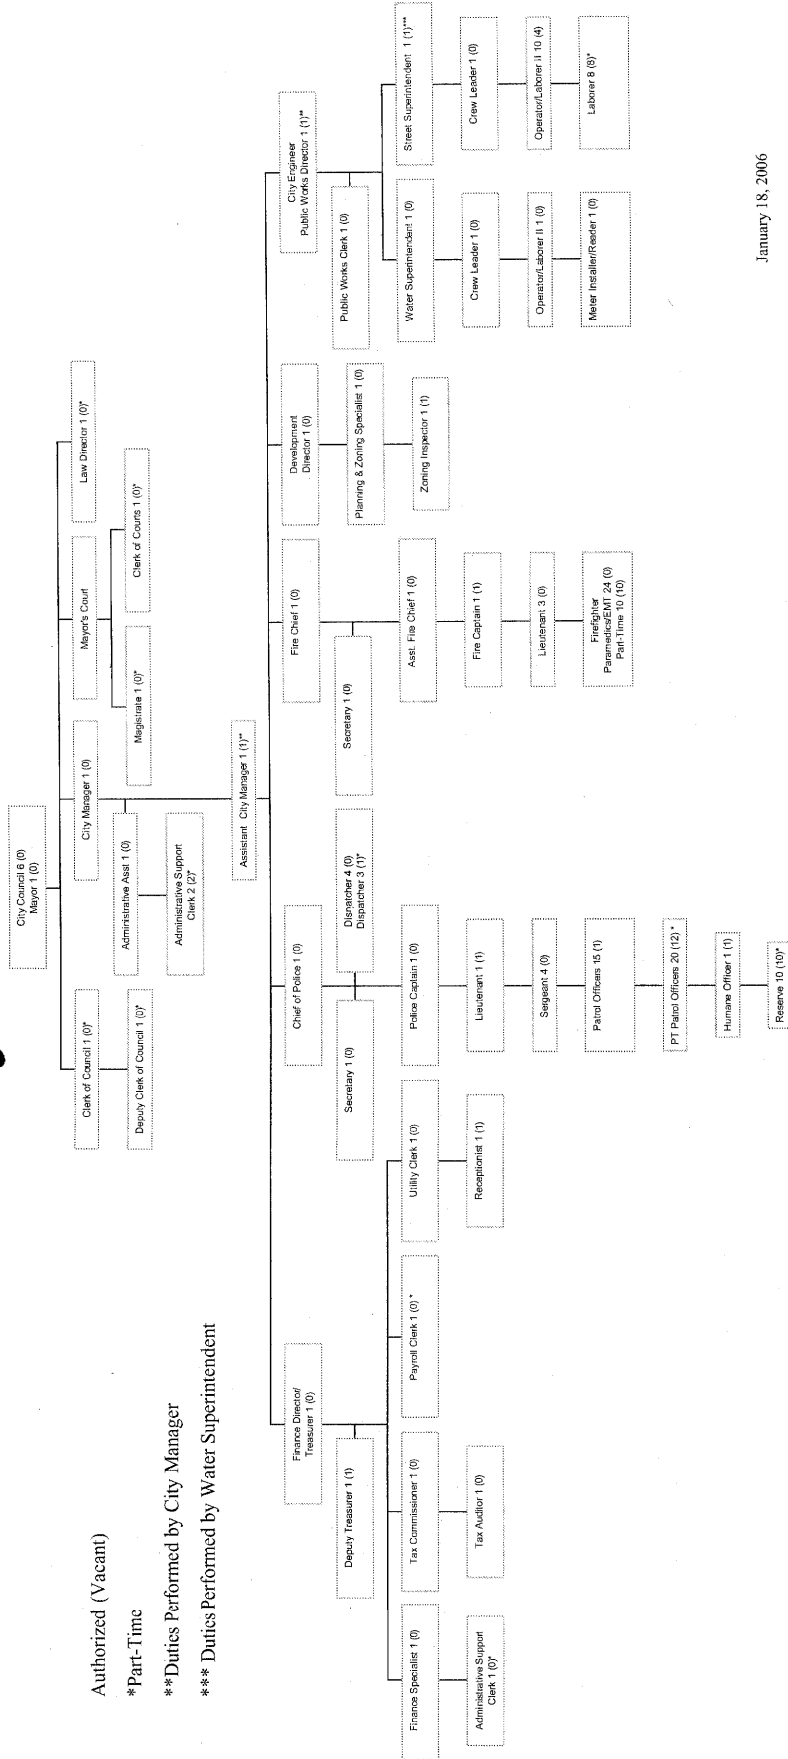 City Council 6 (0)
Mayor 1 (0)
Clerk of Council 1 (0)*
City Manager 1 (0)
Mayor's Court
Law Director 1 (0)*
Deputy Clerk of Council 1 (0)*
Administrative Asst 1 (0)
Magistrate 1 (0)*
Clerk of Courts 1 (0)*
Administrative Support
Clerk 2 (2)*
Authorized (Vacant)
*Part-Time
**Duties Performed by City Manager
*** Duties Performed by Water Superintendent
Assistant City Manager 1 (1)**
Finance Director/
Treasurer 1 (0)
Chief of Police 1 (0)
Fire Chief 1 (0)
Development
Director 1 (0)
City Engineer
Public Works Director 1 (1)**
Deputy Treasurer 1 (1)
Secretary 1 (0)
Disnatcher 4 (0)
Dispatcher 3 (1)*
Secretary 1 (0)
Planning & Zoning Specialist 1 (0)
Public Works Clerk 1 (0)
Finance Specialist 1 (0)
Tax Commissioner 1 (0)
Payroll Clerk 1 (0) *
Utility Clerk 1 (0)
Police Captain 1 (0)
Asst. Fire Chief 1 (0)
Zoning Inspector 1 (1)
Water Superintendent 1 (0)
Street Superintendent 1 (1)***
Administrative Support
Clerk 1 (0)*
Tax Auditor 1 (0)
Receptionist 1 (1)
Lieutenant 1 (1)
Fire Captain 1 (1)
Crew Leader 1 (0)
Crew Leader 1 (0)
Sergeant 4 (0)
Lieutenant 3 (0)
Operator/Laborer II 1 (0)
Operator/Laborer II 10 (4)
Patrol Officers 15 (1)
Firefighter
Paramedics/EMT 24 (0)
Part-Time 10 (10)
Meter Installer/Reader 1 (0)
Laborer 8 (8)*
PT Patrol Officers 20 (12) *
Humane Officer 1 (1)
Reserve 10 (10)*
January 18, 2006